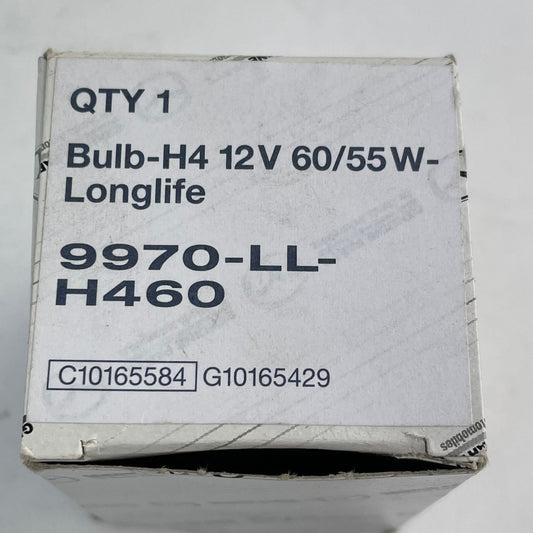 QTY 1
Bulb-H4 12V 60/55W-
Longlife
9970-LL-
H460
C10165584 G10165429